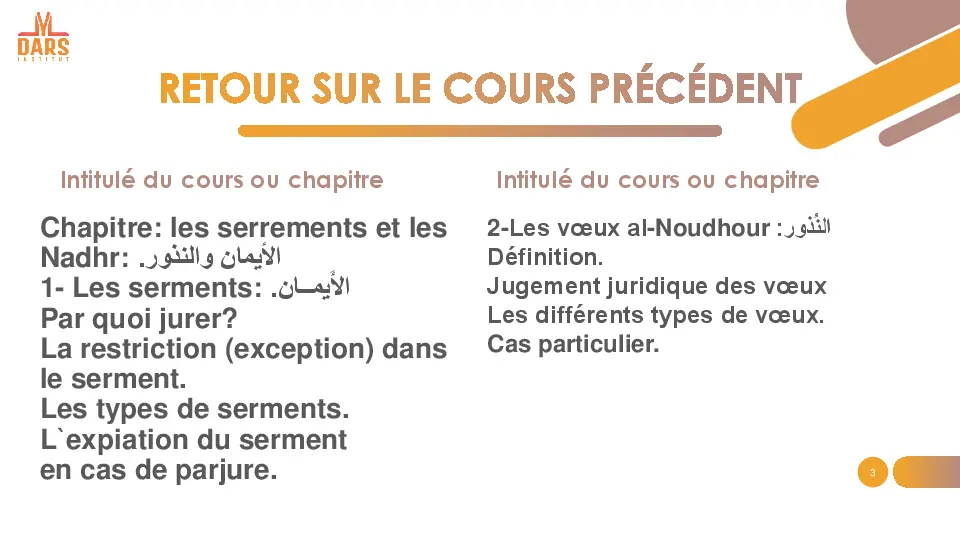 DARS
INSTITUT
RETOUR SUR LE COURS PRÉCÉDENT
Intitulé du cours ou chapitre
Chapitre: les serrements et les
Nadhr: الأيمان والنذور.
1- Les serments: الأَيمـــان.
Par quoi jurer?
La restriction (exception) dans
le serment.
Les types de serments.
L`expiation du serment
en cas de parjure.
Intitulé du cours ou chapitre
2-Les vœux al-Noudhour :النُذور
Définition.
Jugement juridique des vœux
Les différents types de vœux.
Cas particulier.
3